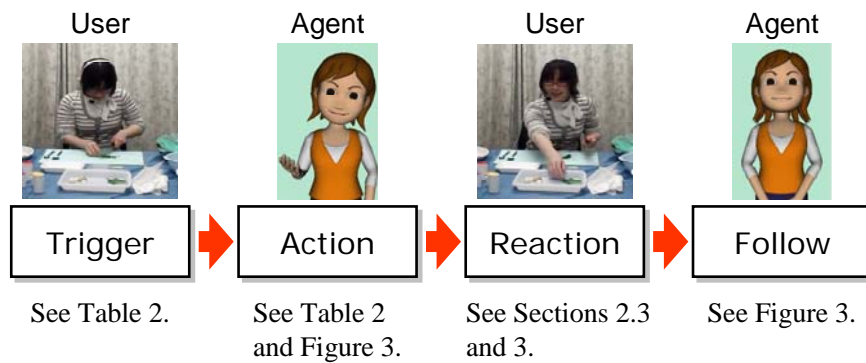 User Agent User Agent
Trigger Action Reaction Follow
See Table 2. See Table 2 See Sections 2.3 See Figure 3.
and Figure 3. and 3.